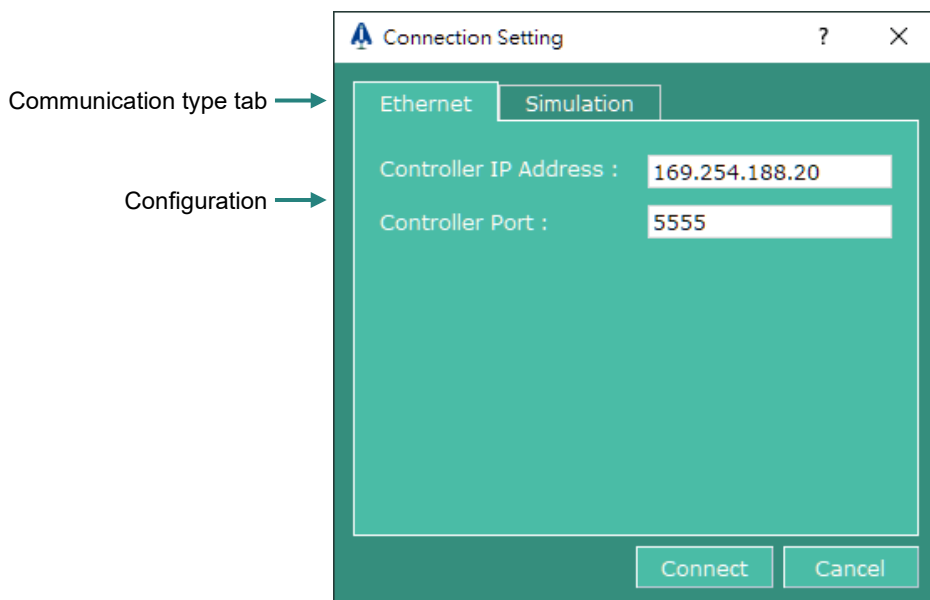 Connection Setting ?
Communication type tab
Ethernet Simulation
Controller IP Address : 169.254.188.20
Configuration
Controller Port : 5555
Connect Cancel